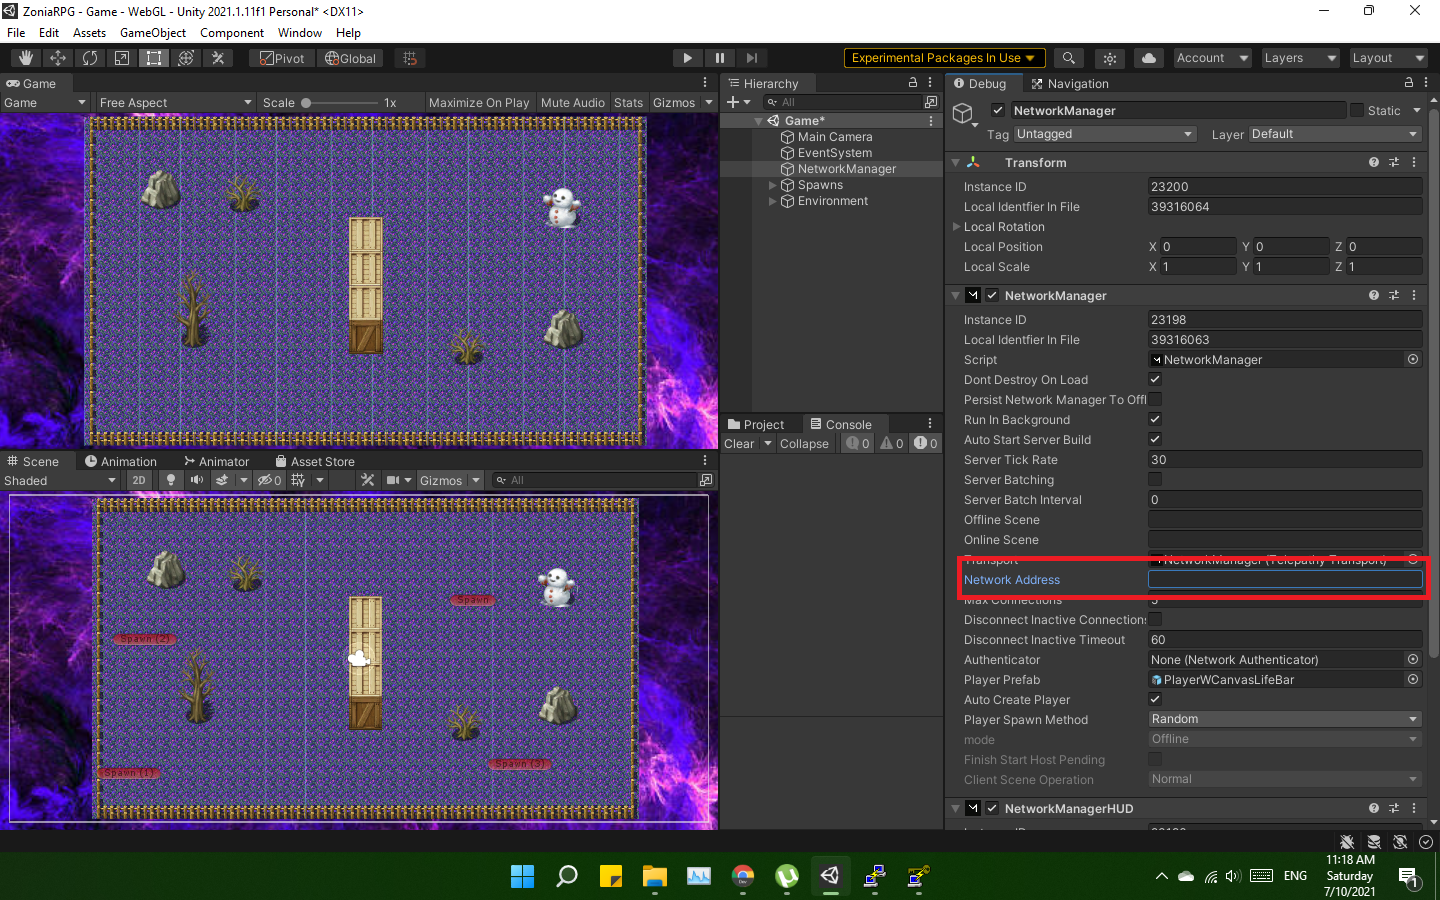 ZoniaRPG - Game - WebGL - Unity 2021.1.11f1 Personal* <DX11>
File Edit Assets GameObject Component Window Help
Pivot Global Experimental Packages In Use Account Layers Layout
Game
Game Free Aspect Scale 1x Maximize On Play Mute Audio Stats Gizmos
Scene Animation Animator Asset Store
Shaded 2D 0 Gizmos All
Spawn
Spawn (2)
Spawn (3)
Spawn (1)
Hierarchy
All
Game*
Main Camera
EventSystem
NetworkManager
Spawns
Environment
Project Console
Clear Collapse 0 0 0
Debug Navigation
NetworkManager Static
Tag Untagged Layer Default
Transform
Instance ID 23200
Local Identfier In File 39316064
Local Rotation
Local Position X 0 Y 0 Z 0
Local Scale X 1 Y 1 Z 1
NetworkManager
Instance ID 23198
Local Identfier In File 39316063
Script NetworkManager
Dont Destroy On Load
Persist Network Manager To Offl
Run In Background
Auto Start Server Build
Server Tick Rate 30
Server Batching
Server Batch Interval 0
Offline Scene
Online Scene
Transport NetworkManager (Telepathy Transport)
Network Address
Max Connections 5
Disconnect Inactive Connections
Disconnect Inactive Timeout 60
Authenticator None (Network Authenticator)
Player Prefab PlayerWCanvasLifeBar
Auto Create Player
Player Spawn Method Random
mode Offline
Finish Start Host Pending
Client Scene Operation Normal
NetworkManagerHUD
Dev
ENG
11:18 AM
Saturday
7/10/2021
1